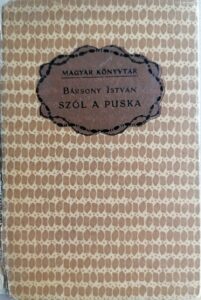 MAGYAR KÖNYVTÁR
BÁRSONY ISTVÁN
SZÓL A PUSKA